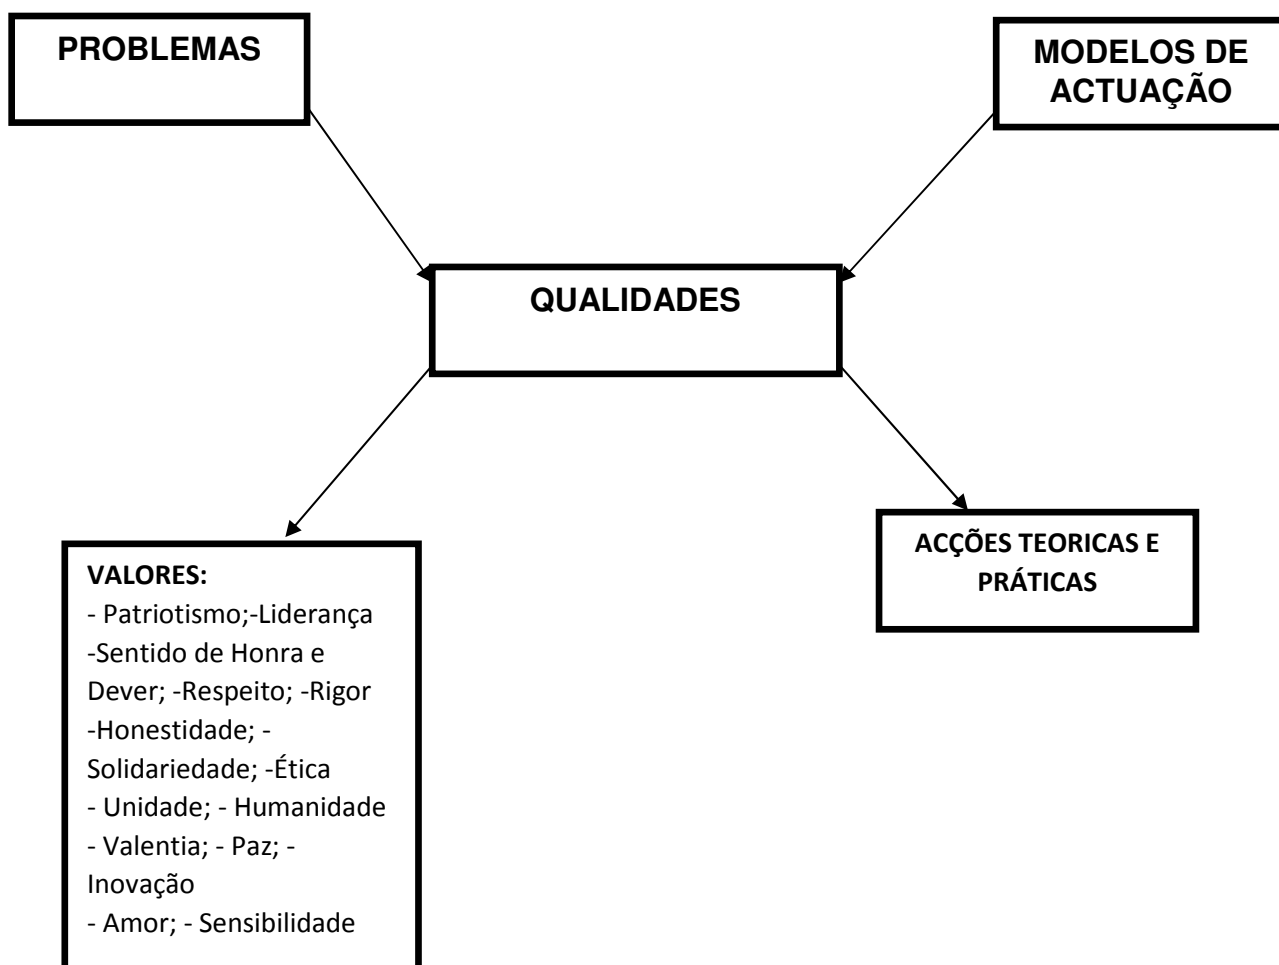 PROBLEMAS
MODELOS DE
ACTUAÇÃO
QUALIDADES
VALORES:
- Patriotismo;-Liderança
-Sentido de Honra e
Dever; -Respeito; -Rigor
-Honestidade; -
Solidariedade; -Ética
- Unidade; - Humanidade
- Valentia; - Paz; -
Inovação
- Amor; - Sensibilidade
ACÇÕES TEORICAS E
PRÁTICAS